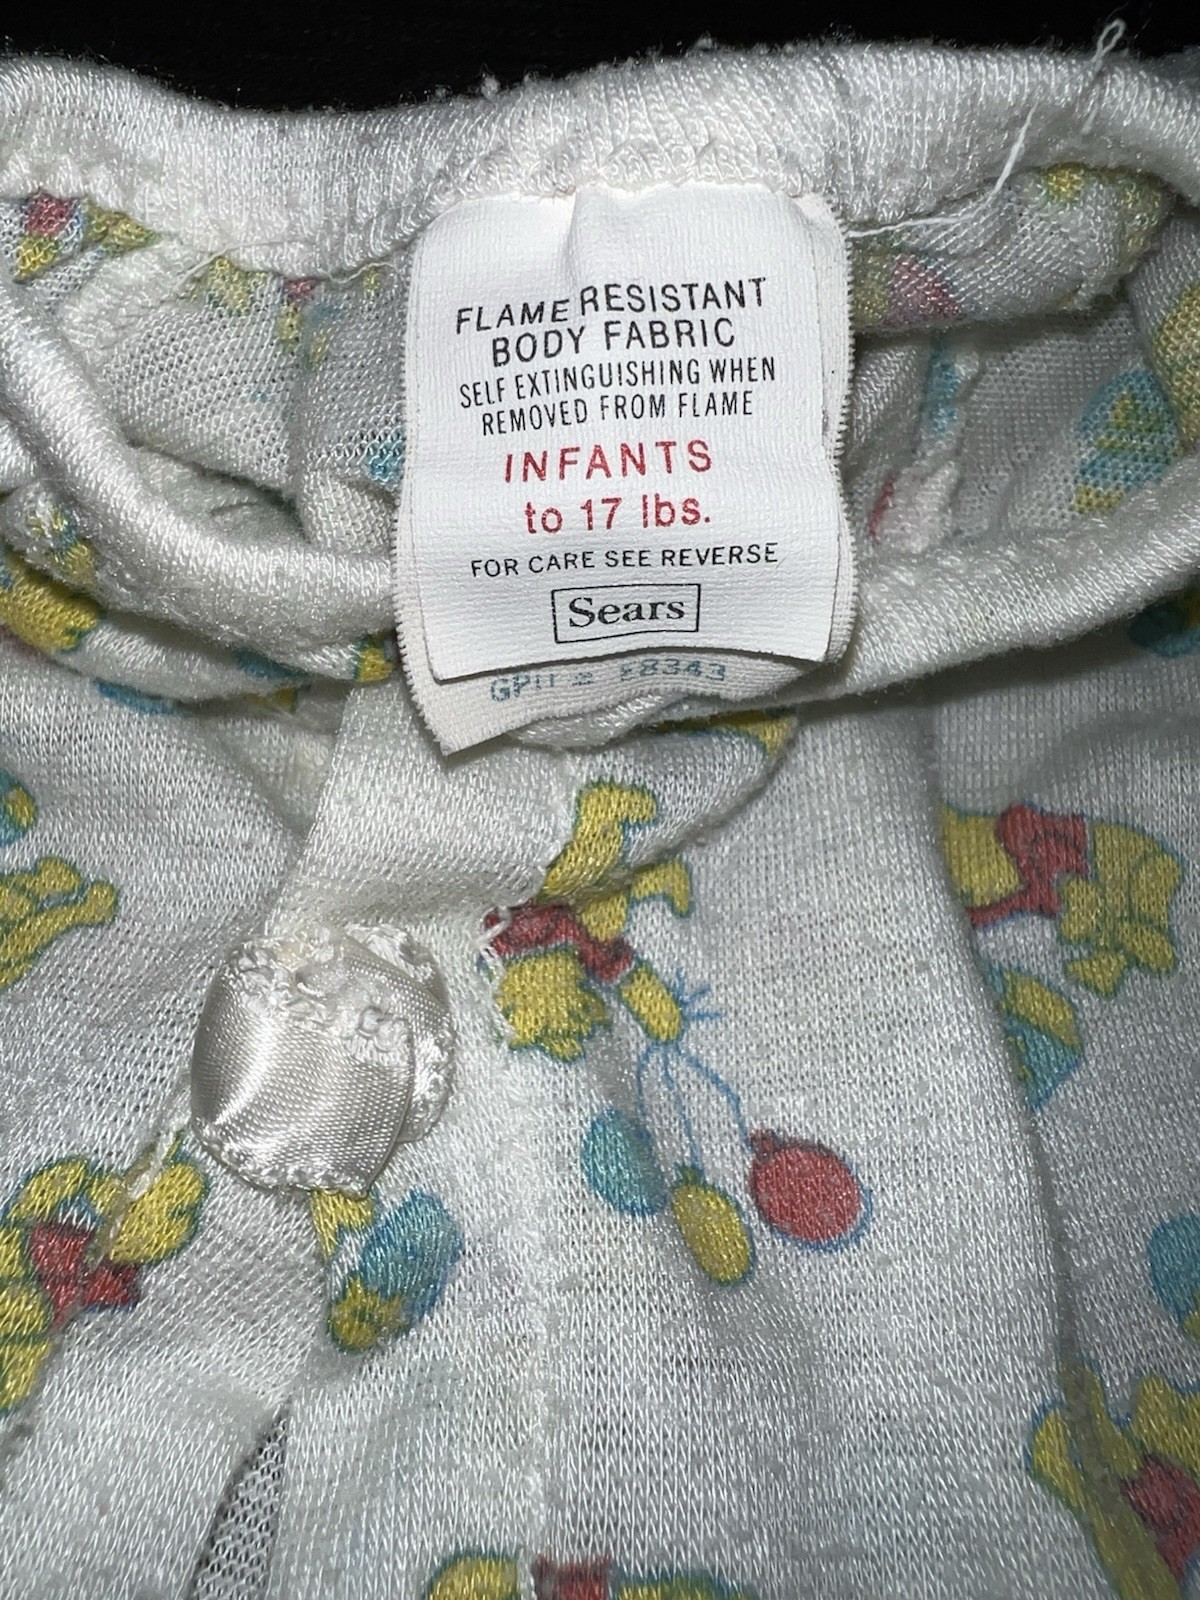 FLAME RESISTANT
BODY FABRIC
SELF EXTINGUISHING WHEN
REMOVED FROM FLAME
INFANTS
to 17 lbs.
FOR CARE SEE REVERSE
Sears
8343